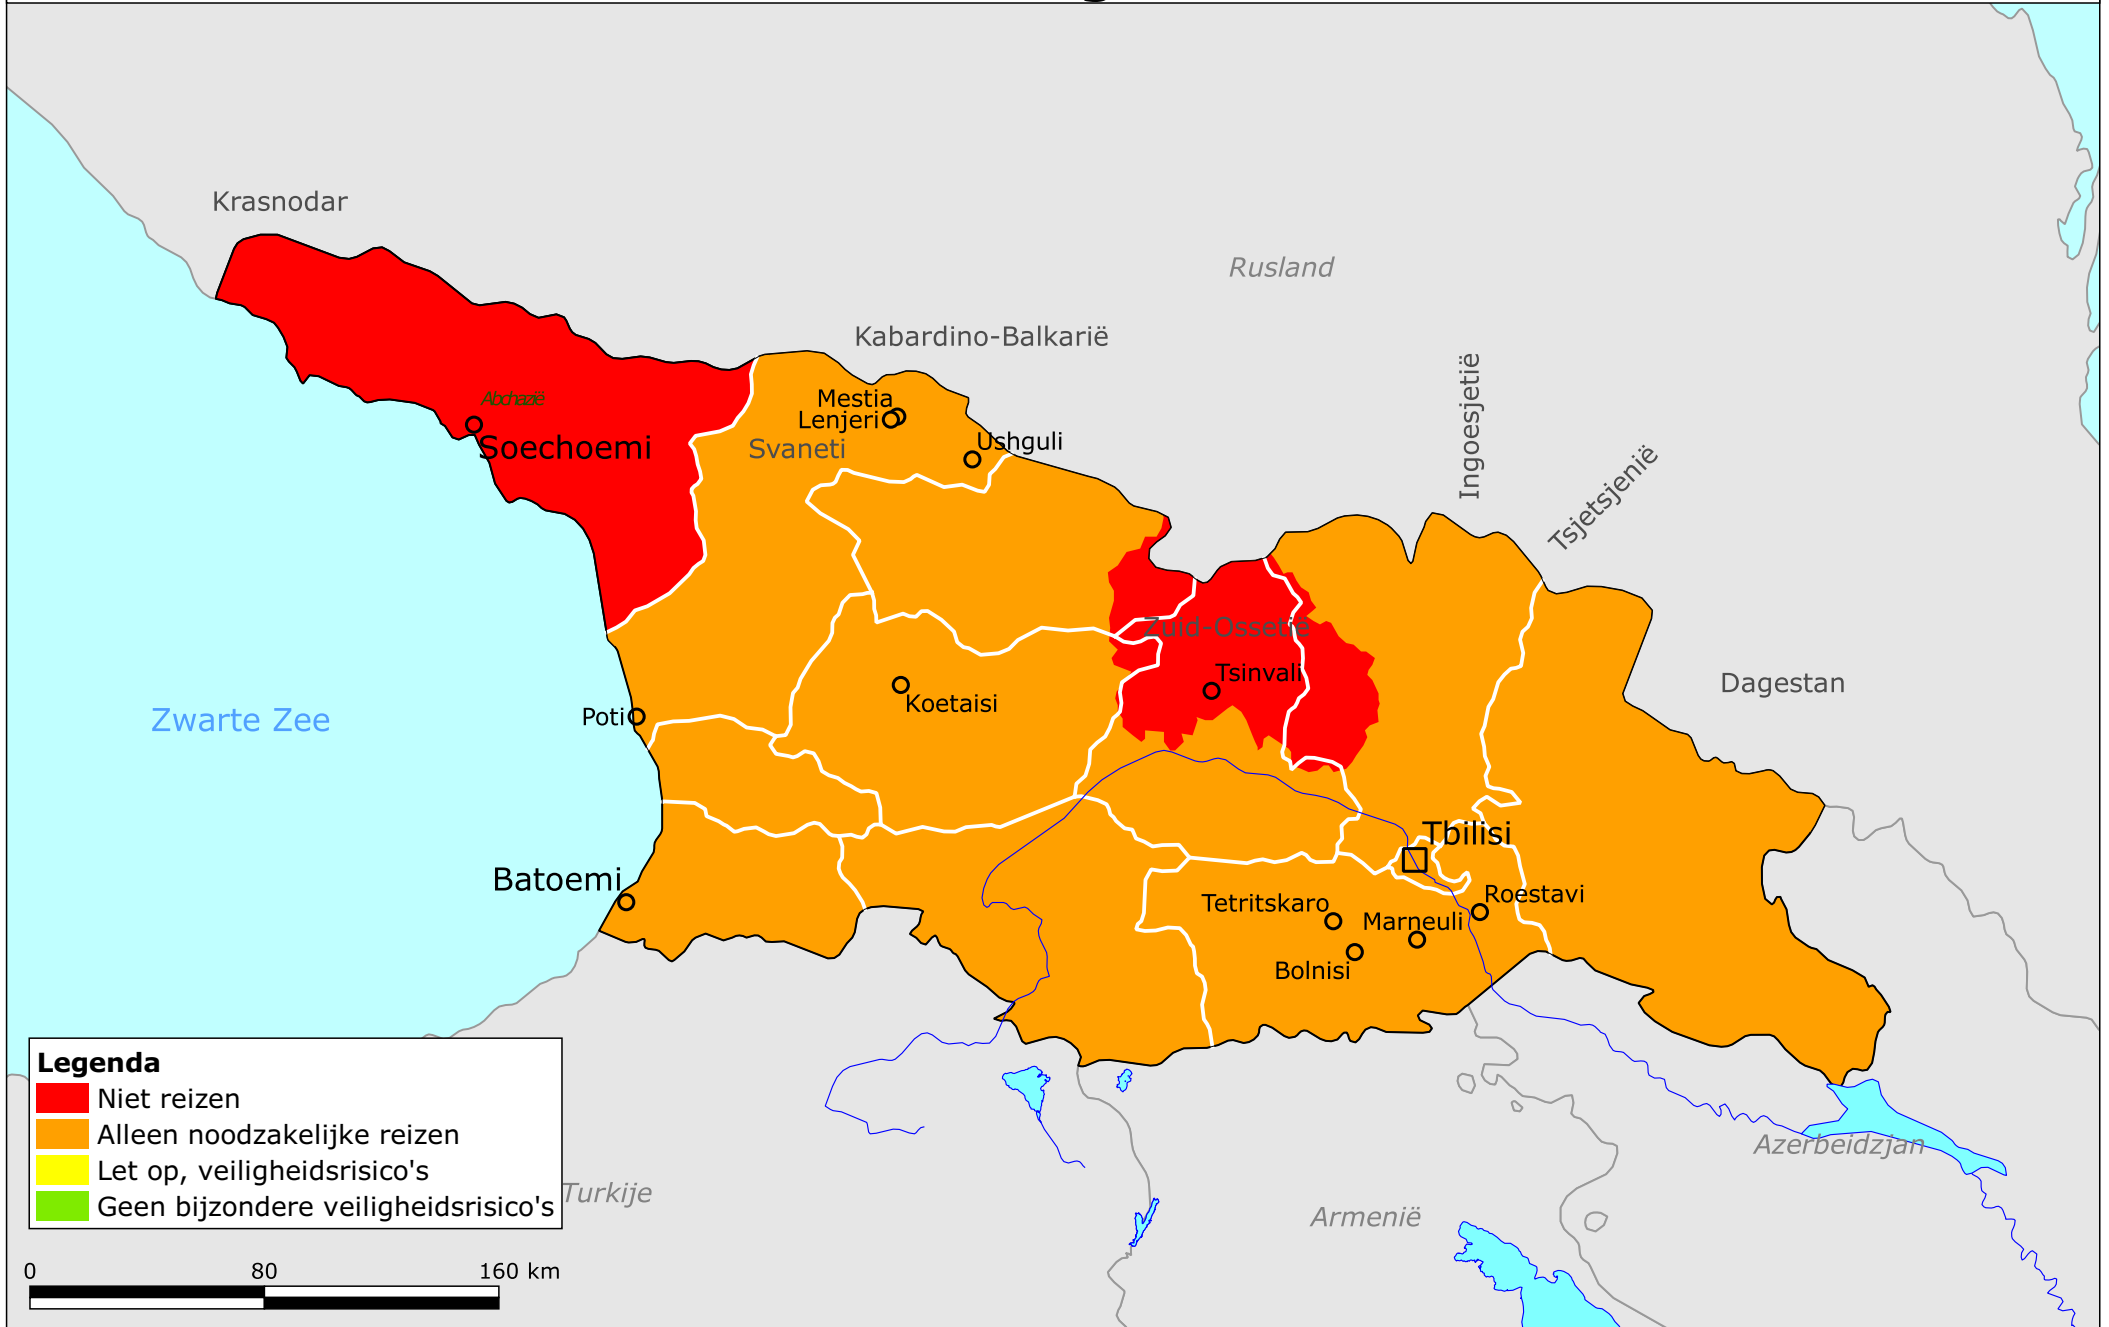 Krasnodar
Rusland
Kabardino-Balkarië
Ingoesjetië
Tsjetsjenië
Mestia
Lenjeri
Abchazië
Soechoemi
Svaneti
Ushguli
Zuid-Ossetië
Tsinvali
Dagestan
Koetaisi
Poti
Zwarte Zee
Tbilisi
Batoemi
Roestavi
Tetritskaro
Marneuli
Bolnisi
Legenda
Niet reizen
Alleen noodzakelijke reizen
Let op, veiligheidsrisico's
Geen bijzondere veiligheidsrisico's
Azerbeidzjan
Turkije
Armenië
0 80 160 km